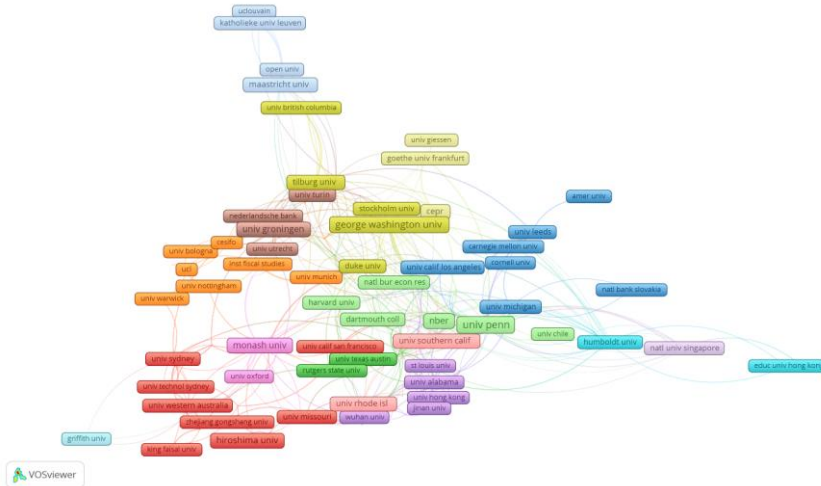 uclouvain
katholieke univ leuven
open univ
maastricht univ
univ british columbia
univ giessen
goethe univ frankfurt
tilburg univ
univ turin
amer univ
nederlandsche bank
stockholm univ
cepr
univ groningen
george washington univ
univ leeds
cesifo
univ bologna
univ utrecht
carnegie mellon univ
ucl
inst fiscal studies
duke univ
univ calif los angeles
cornell univ
univ nottingham
univ munich
natl bur econ res
natl bank slovakia
univ warwick
harvard univ
univ michigan
dartmouth coll
nber
univ penn
univ chile
humboldt univ
monash univ
univ calif san francisco
univ southern calif
natl univ singapore
univ sydney
univ texas austin
st louis univ
educ univ hong kong
univ technol sydney
univ oxford
rutgers state univ
univ alabama
univ western australia
univ rhode isl
univ hong kong
jinan univ
zhejiang gongshang univ
univ missouri
wuhan univ
griffith univ
king faisal univ
hiroshima univ
VOSviewer